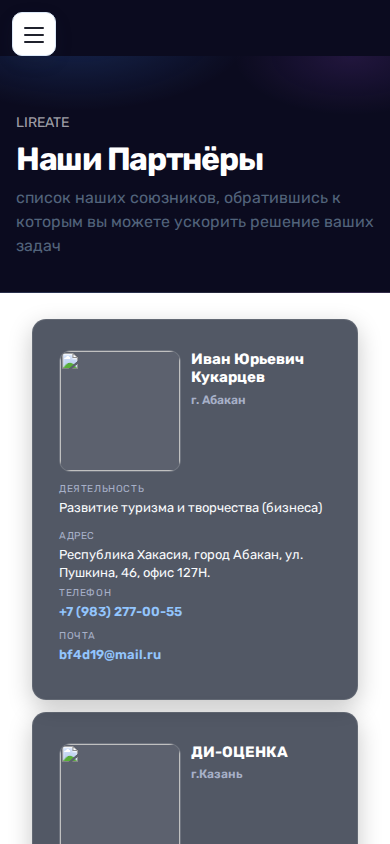 LIREATE
Наши Партнёры
список наших союзников, обратившись к
которым вы можете ускорить решение ваших
задач
Иван Юрьевич
Кукарцев
г. Абакан
ДЕЯТЕЛЬНОСТЬ
Развитие туризма и творчества (бизнеса)
АДРЕС
Республика Хакасия, город Абакан, ул.
Пушкина, 46, офис 127Н.
ТЕЛЕФОН
+7 (983) 277-00-55
ПОЧТА
bf4d19@mail.ru
ДИ-ОЦЕНКА
г.Казань